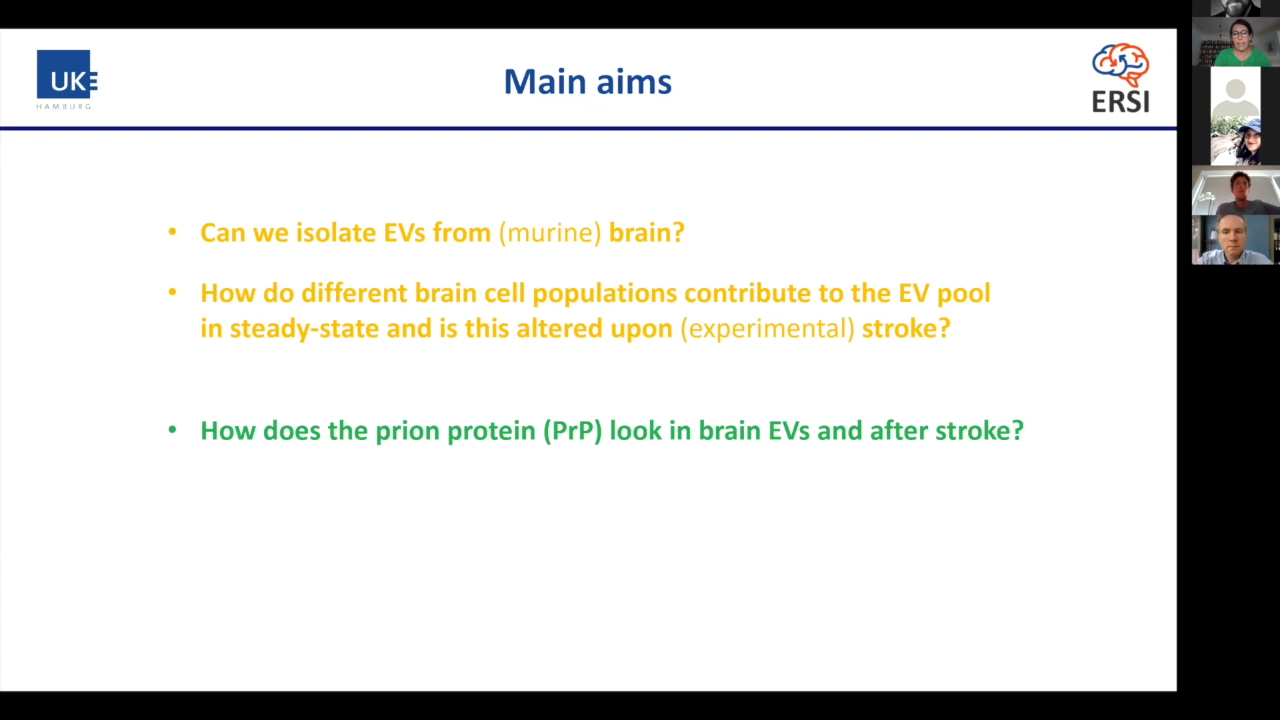 UKE
HAMBURG
Main aims
ERSI
• Can we isolate EVs from (murine) brain?
• How do different brain cell populations contribute to the EV pool
in steady-state and is this altered upon (experimental) stroke?
• How does the prion protein (PrP) look in brain EVs and after stroke?